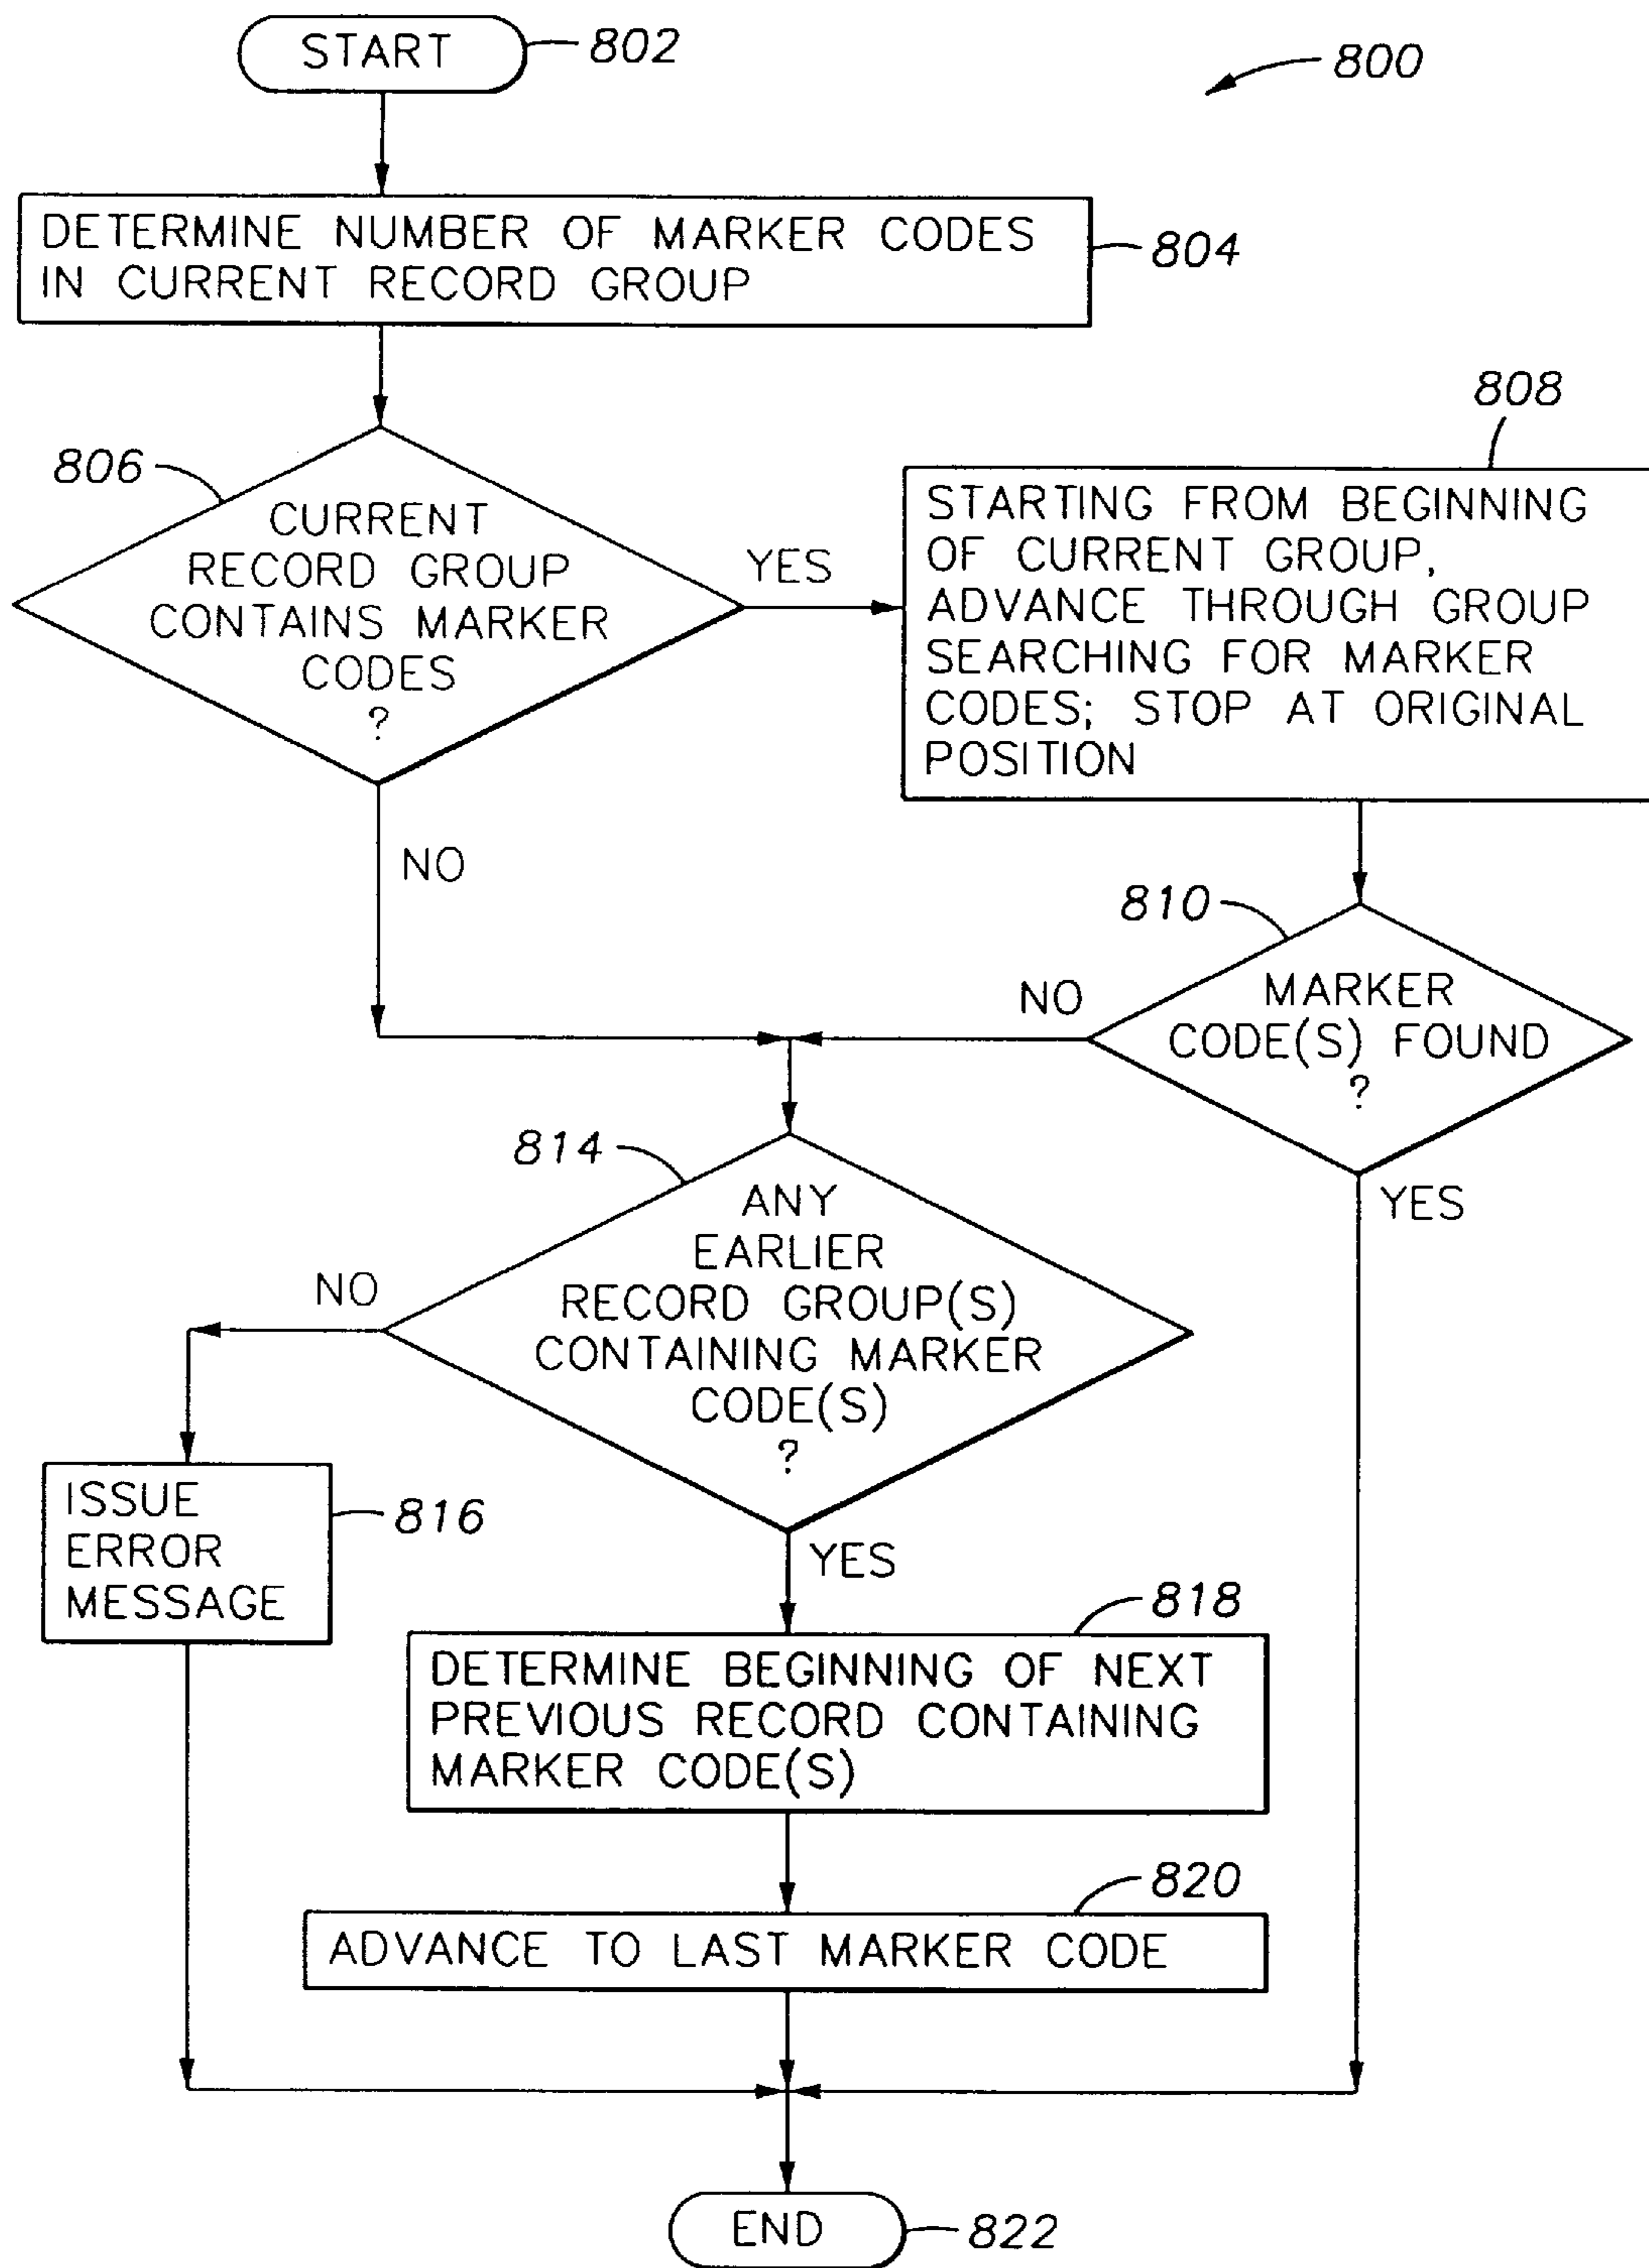 START
802
800
DETERMINE NUMBER OF MARKER CODES
IN CURRENT RECORD GROUP
804
806
CURRENT
RECORD GROUP
CONTAINS MARKER
CODES
?
YES
NO
808
STARTING FROM BEGINNING
OF CURRENT GROUP,
ADVANCE THROUGH GROUP
SEARCHING FOR MARKER
CODES; STOP AT ORIGINAL
POSITION
810
MARKER
CODE(S) FOUND
?
NO
YES
814
ANY
EARLIER
RECORD GROUP(S)
CONTAINING MARKER
CODE(S)
?
NO
YES
ISSUE
ERROR
MESSAGE
816
818
DETERMINE BEGINNING OF NEXT
PREVIOUS RECORD CONTAINING
MARKER CODE(S)
820
ADVANCE TO LAST MARKER CODE
END
822